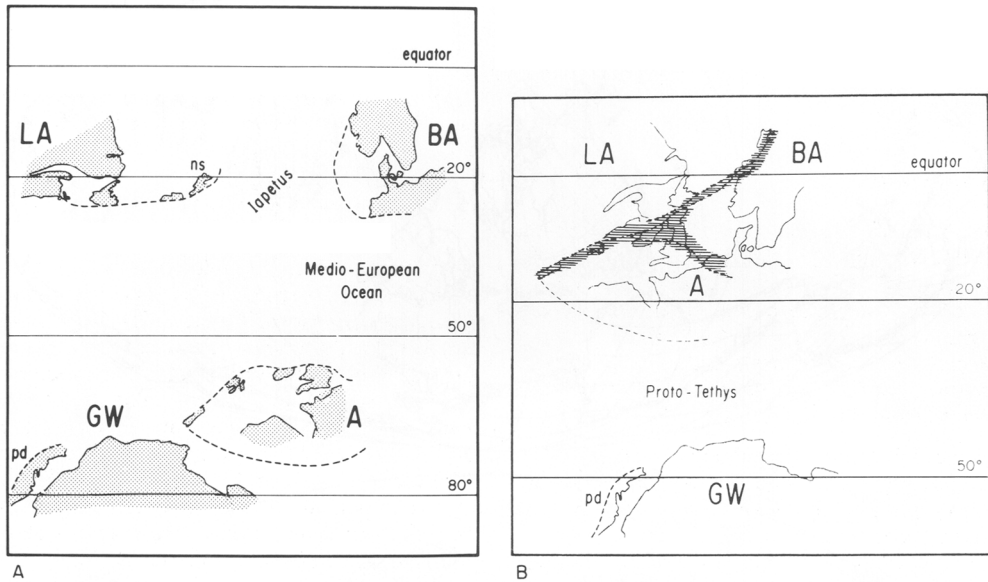 equator
LA
BA
ns
20°
Iapetus
Medio-European
Ocean
50°
GW
A
pd
80°
A
LA
BA
equator
A
20°
Proto-Tethys
50°
pd
GW
B